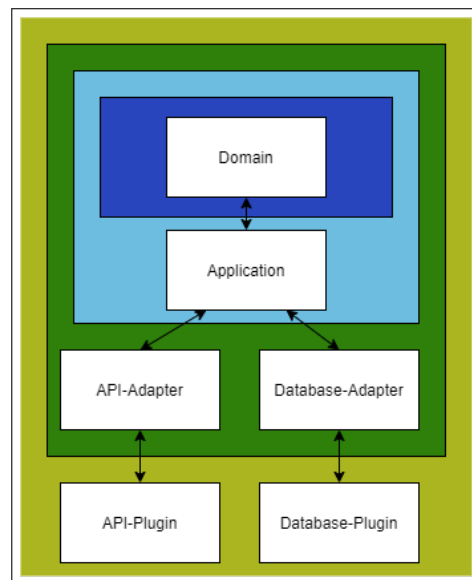 Domain
Application
API-Adapter
Database-Adapter
API-Plugin
Database-Plugin